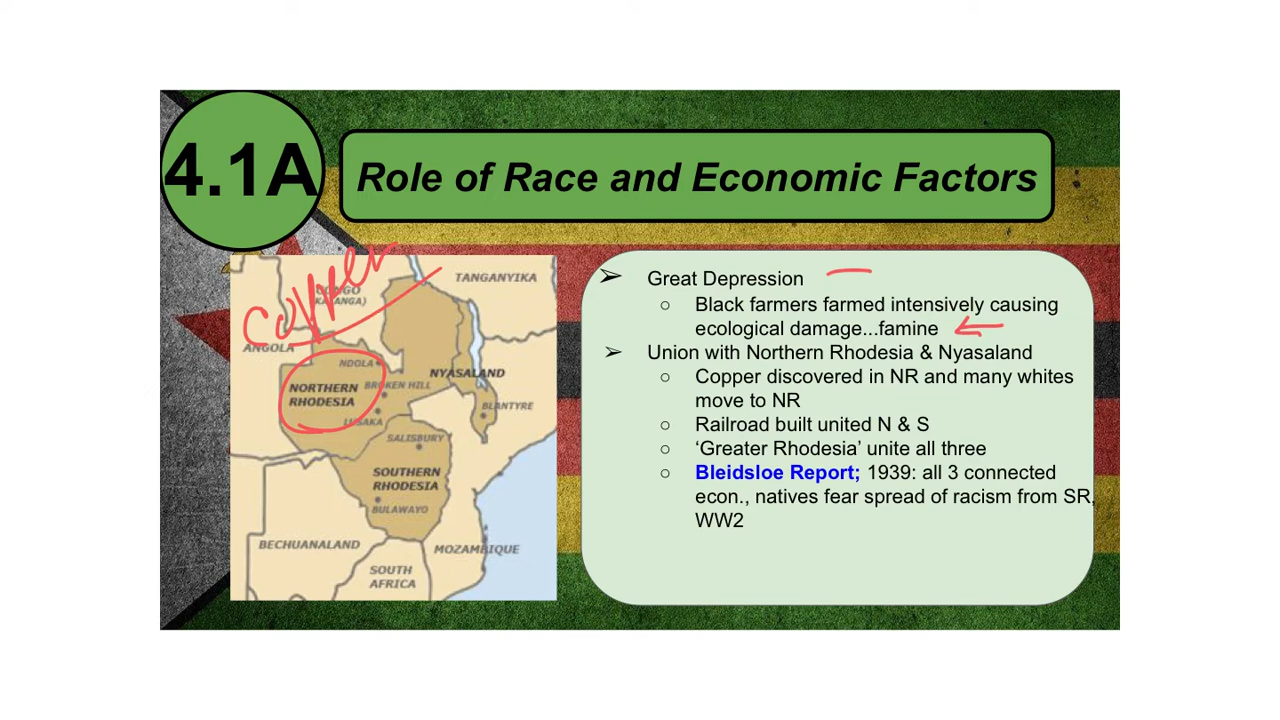 4.1A
Role of Race and Economic Factors
➢ Great Depression
○ Black farmers farmed intensively causing
ecological damage...famine
➢ Union with Northern Rhodesia & Nyasaland
○ Copper discovered in NR and many whites
move to NR
○ Railroad built united N & S
○ ‘Greater Rhodesia’ unite all three
○ Bleidsloe Report; 1939: all 3 connected
econ., natives fear spread of racism from SR,
WW2
Copper
TANGANYIKA
CONGO
(KATANGA)
ANGOLA
NDOLA
NYASALAND
NORTHERN
RHODESIA
BROKEN HILL
BLANTYRE
LUSAKA
SALISBURY
SOUTHERN
RHODESIA
BULAWAYO
BECHUANALAND
MOZAMBIQUE
SOUTH
AFRICA